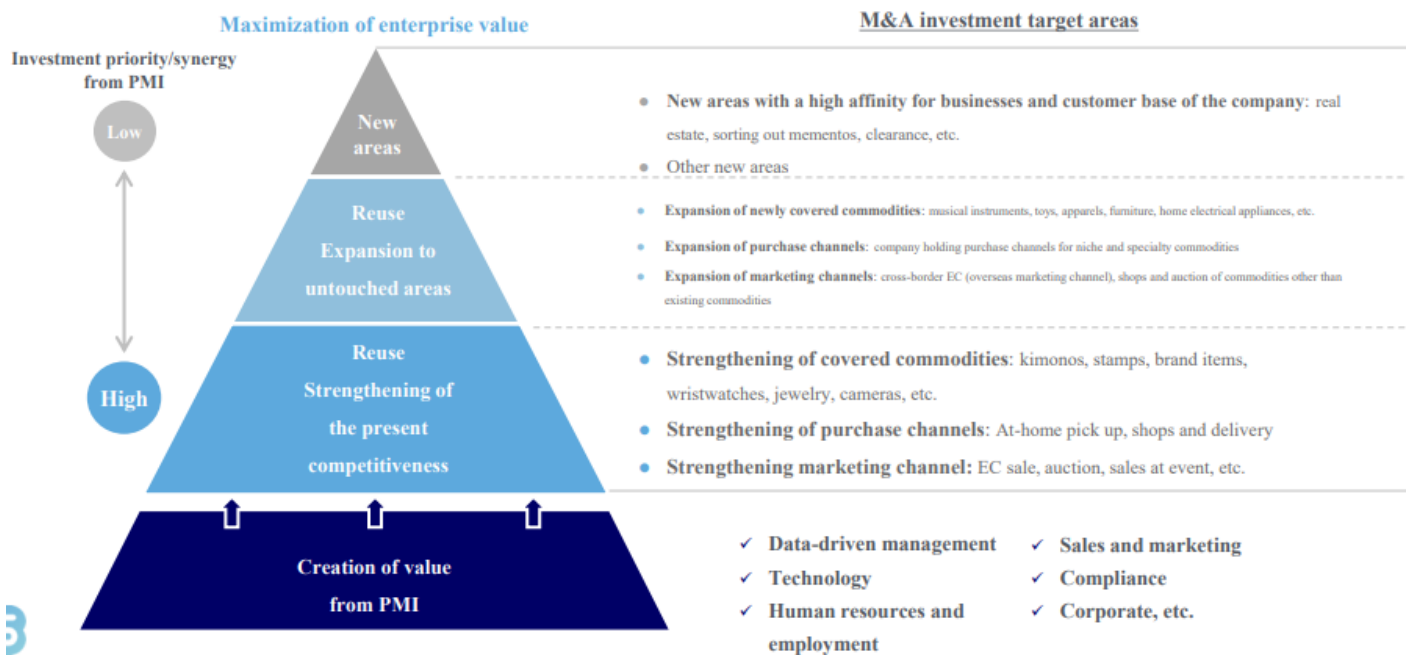 Maximization of enterprise value
M&A investment target areas
Investment priority/synergy
from PMI
Low
High
New
areas
Reuse
Expansion to
untouched areas
Reuse
Strengthening of
the present
competitiveness
Creation of value
from PMI
New areas with a high affinity for businesses and customer base of the company: real
estate, sorting out mementos, clearance, etc.
Other new areas
Expansion of newly covered commodities: musical instruments, toys, apparels, furniture, home electrical appliances, etc.
Expansion of purchase channels: company holding purchase channels for niche and specialty commodities
Expansion of marketing channels: cross-border EC (overseas marketing channel), shops and auction of commodities other than
existing commodities
Strengthening of covered commodities: kimonos, stamps, brand items,
wristwatches, jewelry, cameras, etc.
Strengthening of purchase channels: At-home pick up, shops and delivery
Strengthening marketing channel: EC sale, auction, sales at event, etc.
Data-driven management
Technology
Human resources and
employment
Sales and marketing
Compliance
Corporate, etc.